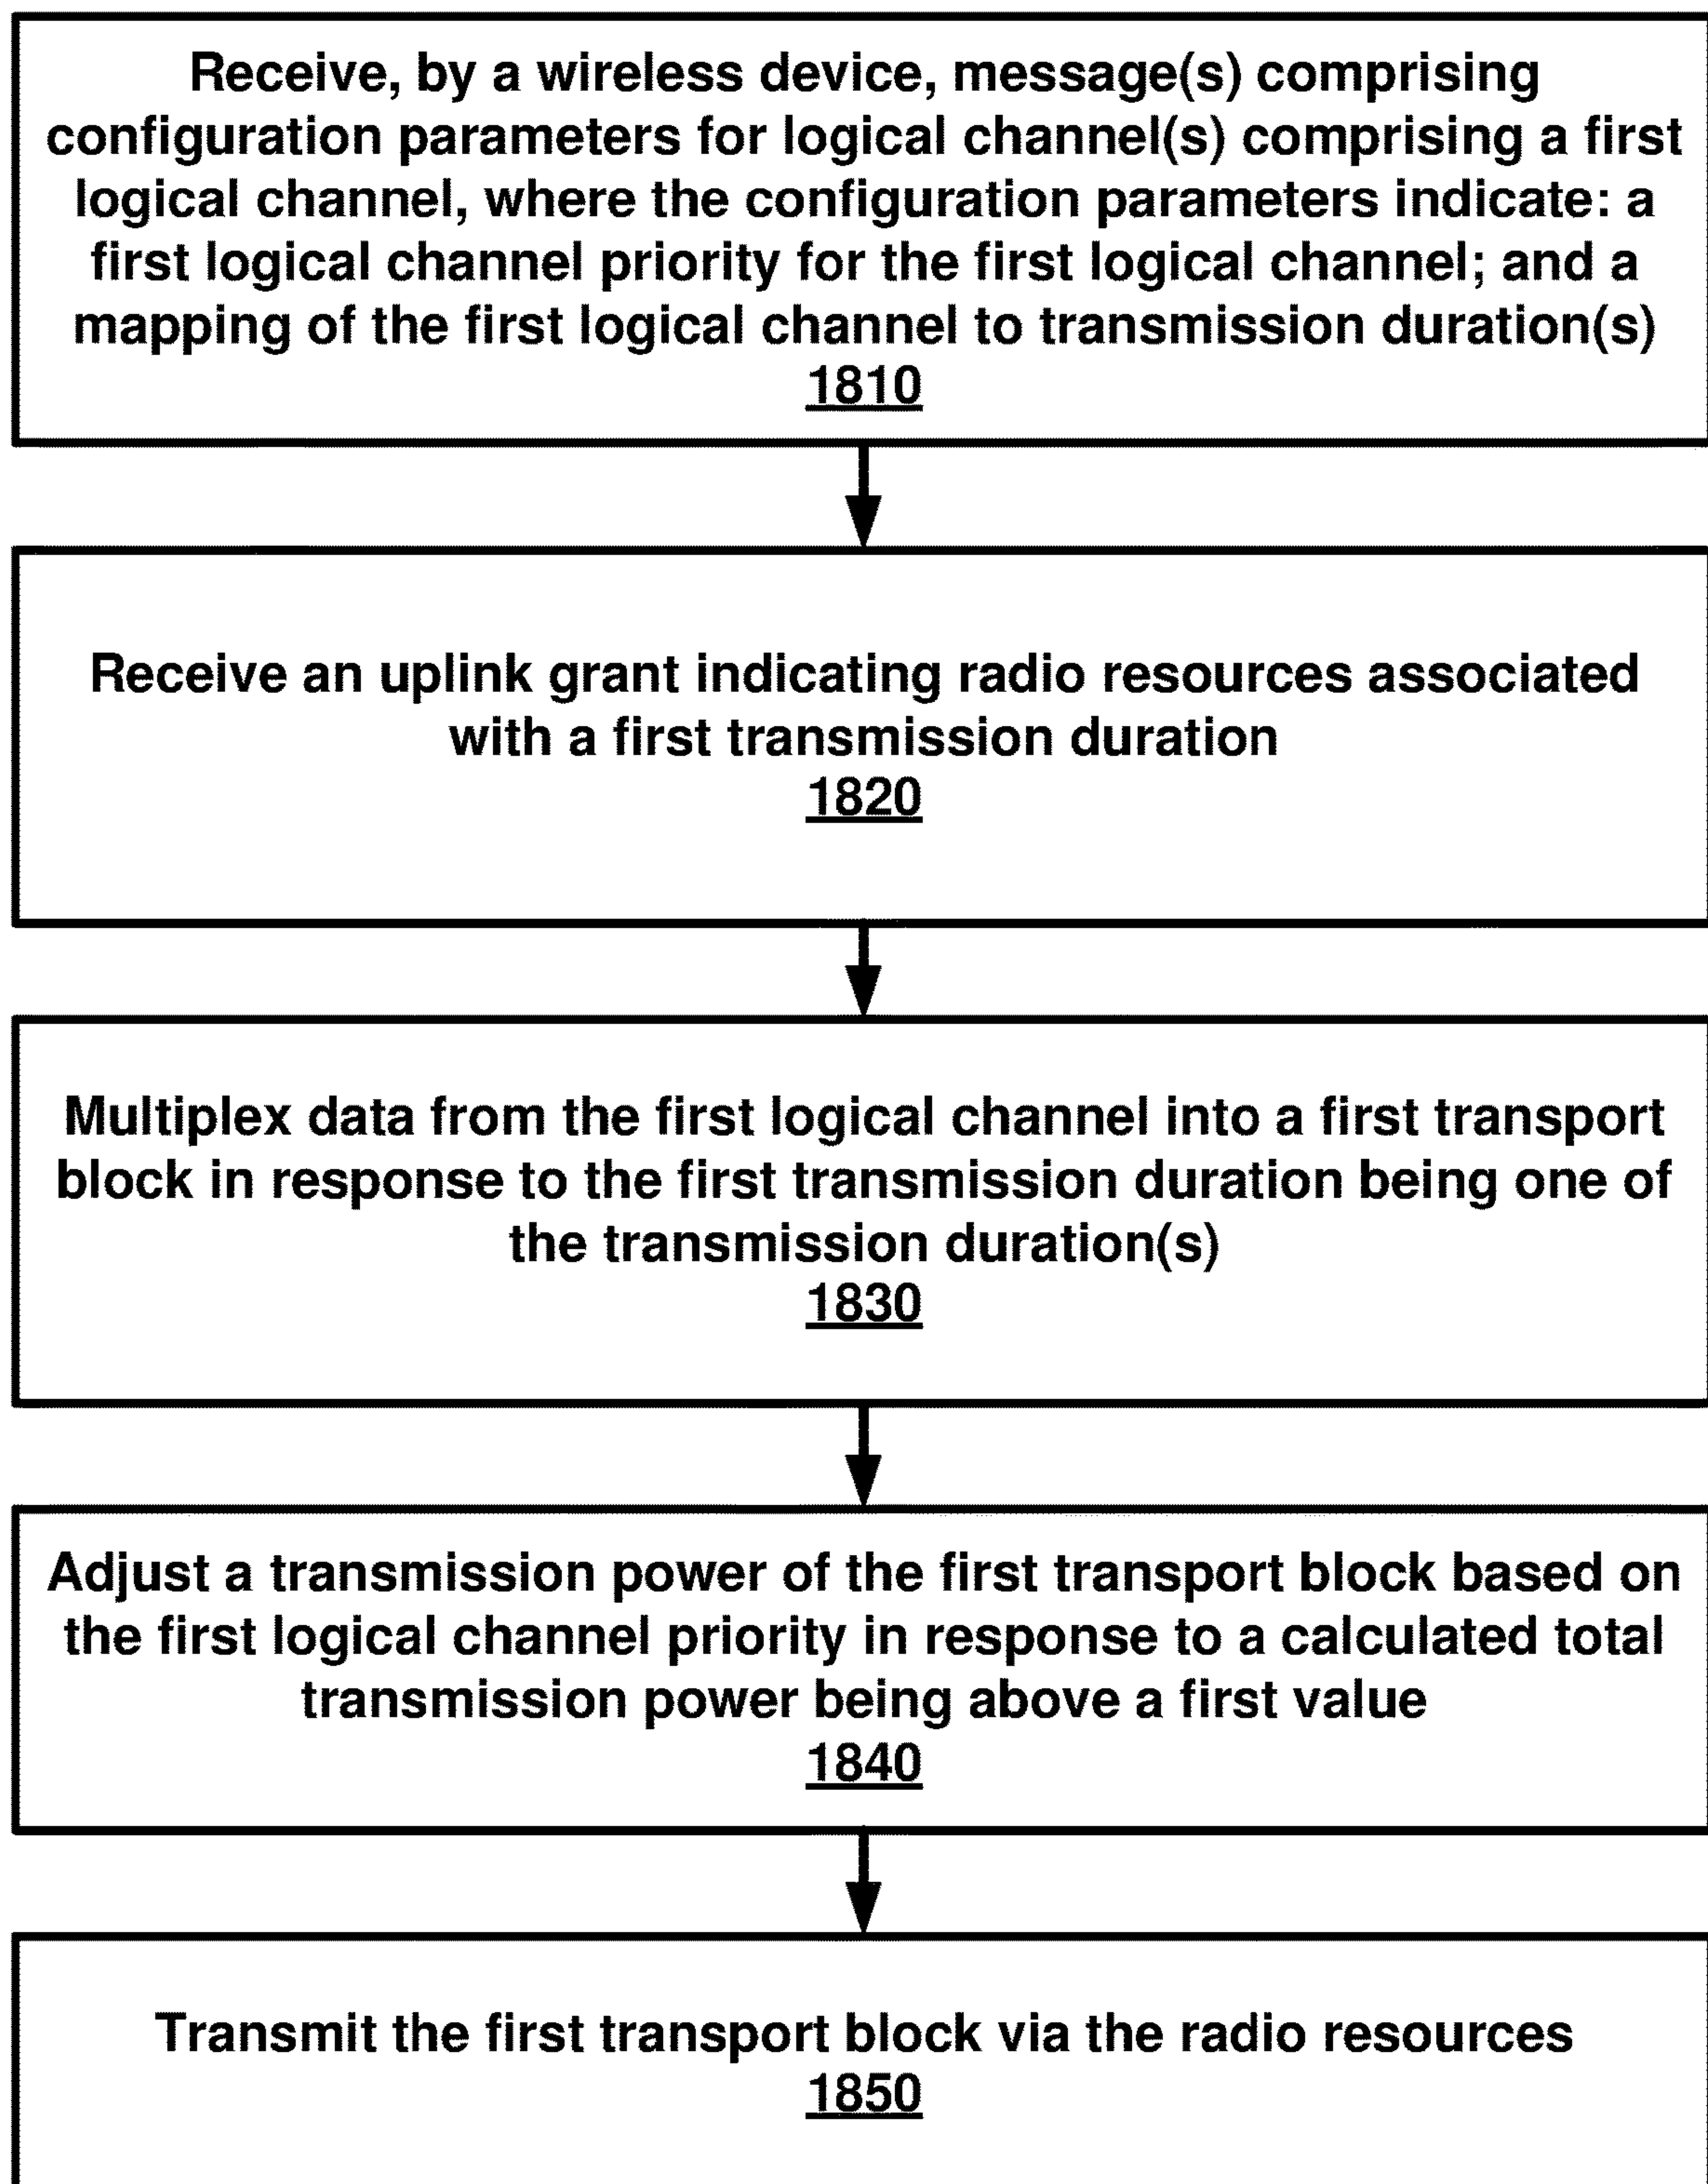 Receive, by a wireless device, message(s) comprising
configuration parameters for logical channel(s) comprising a first
logical channel, where the configuration parameters indicate: a
first logical channel priority for the first logical channel; and a
mapping of the first logical channel to transmission duration(s)
1810
Receive an uplink grant indicating radio resources associated
with a first transmission duration
1820
Multiplex data from the first logical channel into a first transport
block in response to the first transmission duration being one of
the transmission duration(s)
1830
Adjust a transmission power of the first transport block based on
the first logical channel priority in response to a calculated total
transmission power being above a first value
1840
Transmit the first transport block via the radio resources
1850